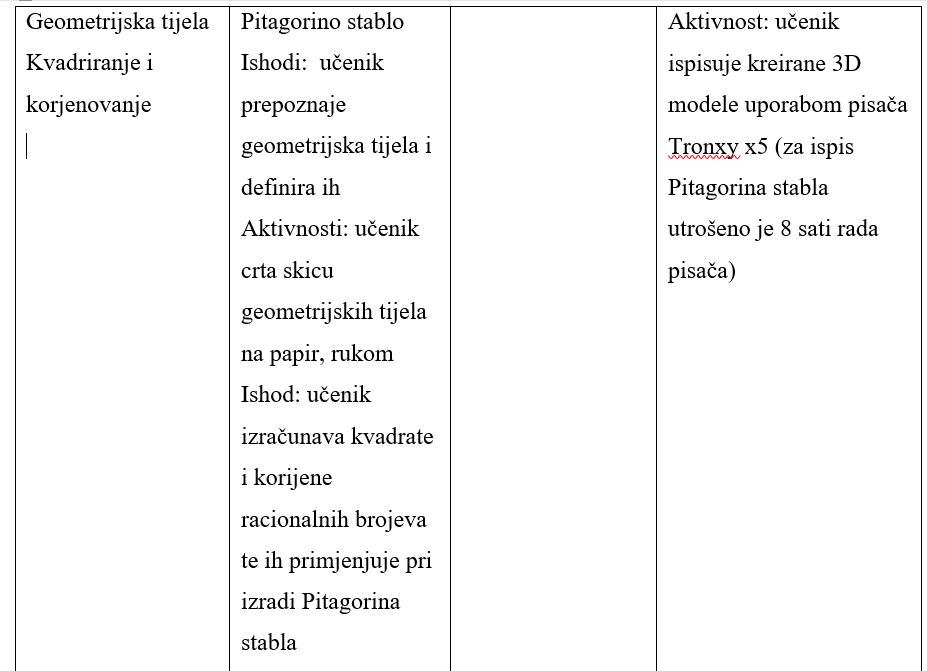 Geometrijska tijela
Kvadriranje i
korjenovanje
Pitagorino stablo
Ishodi:  učenik
prepoznaje
geometrijska tijela i
definira ih
Aktivnosti: učenik
crta skicu
geometrijskih tijela
na papir, rukom
Ishod: učenik
izračunava kvadrate
i korijene
racionalnih brojeva
te ih primjenjuje pri
izradi Pitagorina
stabla
Aktivnost: učenik
ispisuje kreirane 3D
modele uporabom pisača
Tronxy x5 (za ispis
Pitagorina stabla
utrošeno je 8 sati rada
pisača)